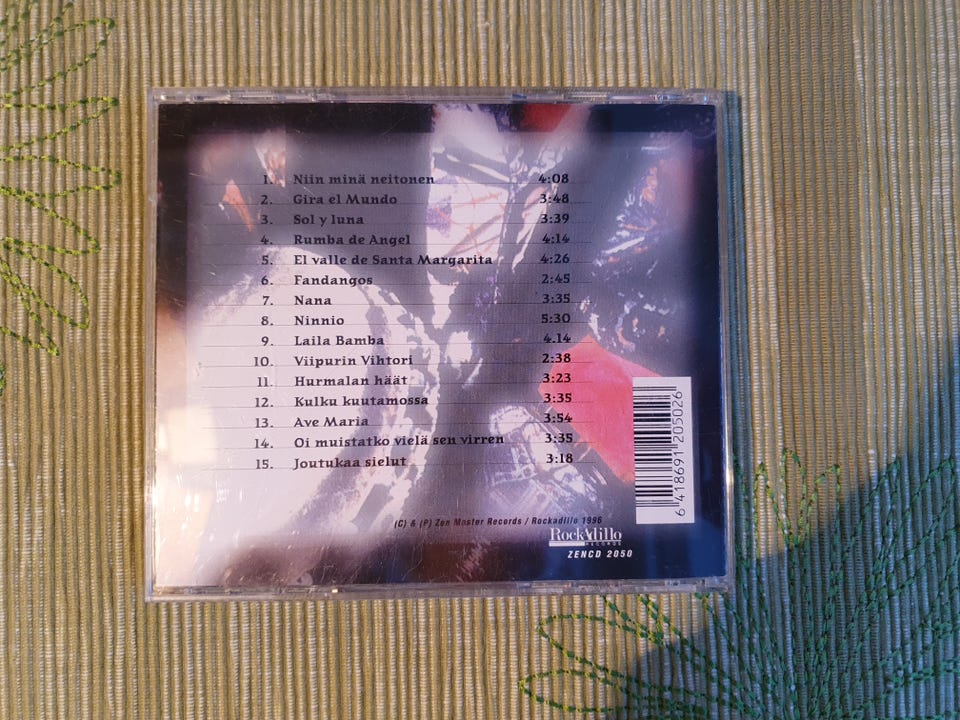 1. Niin minä neitonen 4:08
2. Gira el Mundo 3:48
3. Sol y luna 3:39
4. Rumba de Angel 4:14
5. El valle de Santa Margarita 4:26
6. Fandangos 2:45
7. Nana 3:35
8. Ninnio 5:30
9. Laila Bamba 4.14
10. Viipurin Vihtori 2:38
11. Hurmalan häät 3:23
12. Kulku kuutamossa 3:35
13. Ave Maria 3:54
14. Oi muistatko vielä sen virren 3:35
15. Joutukaa sielut 3:18
6 418691 205026
(C) & (P) Zen Master Records / Rockadillo 1996
RockAdillo
RECORDS
ZENCD 2050